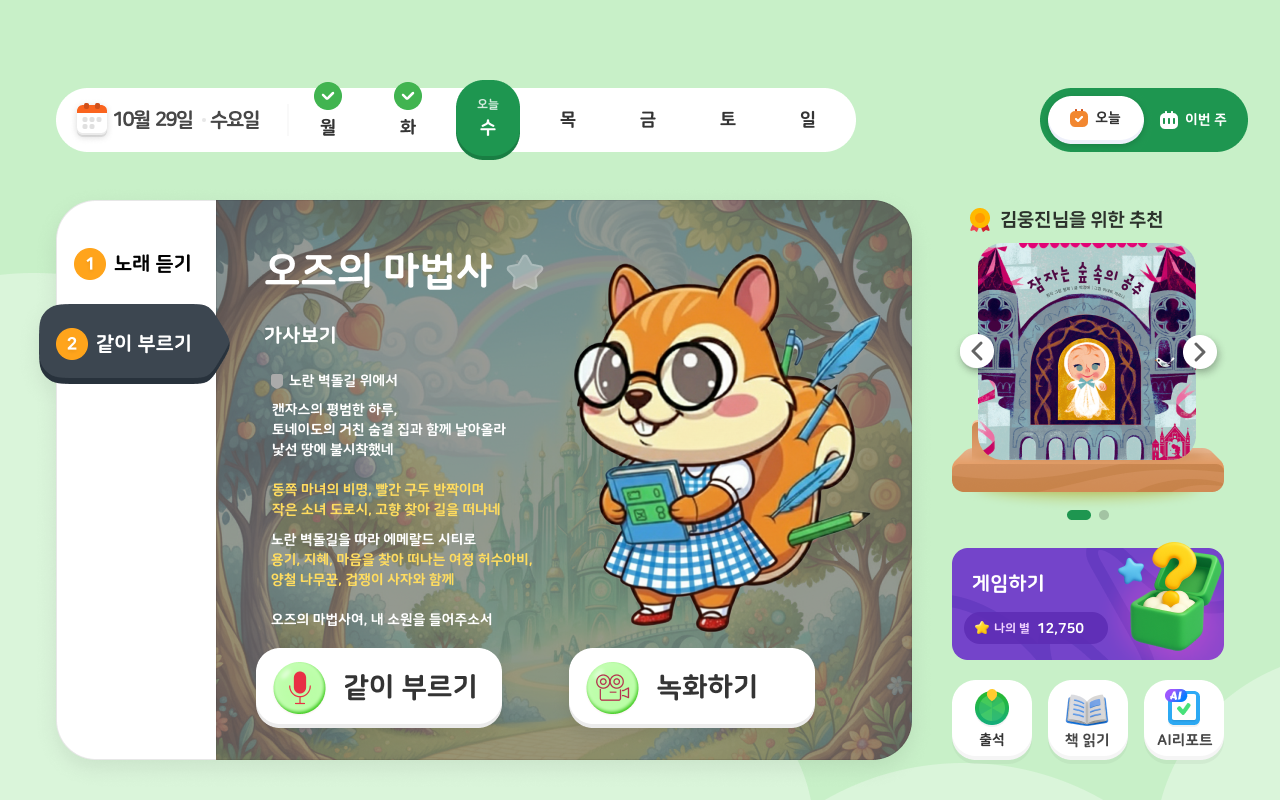 10월 29일 • 수요일
월
화
오늘
수
목
금
토
일
오늘
이번 주
1 노래 듣기
2 같이 부르기
오즈의 마법사
가사보기
노란 벽돌길 위에서
캔자스의 평범한 하루,
토네이도의 거친 숨결 집과 함께 날아올라
낯선 땅에 불시착했네
동쪽 마녀의 비명, 빨간 구두 반짝이며
작은 소녀 도로시, 고향 찾아 길을 떠나네
노란 벽돌길을 따라 에메랄드 시티로
용기, 지혜, 마음을 찾아 떠나는 여정 허수아비,
양철 나무꾼, 겁쟁이 사자와 함께
오즈의 마법사여, 내 소원을 들어주소서
같이 부르기
녹화하기
김웅진님을 위한 추천
잠자는 숲속의 공주
게임하기
나의 별 12,750
출석
책 읽기
AI
AI리포트